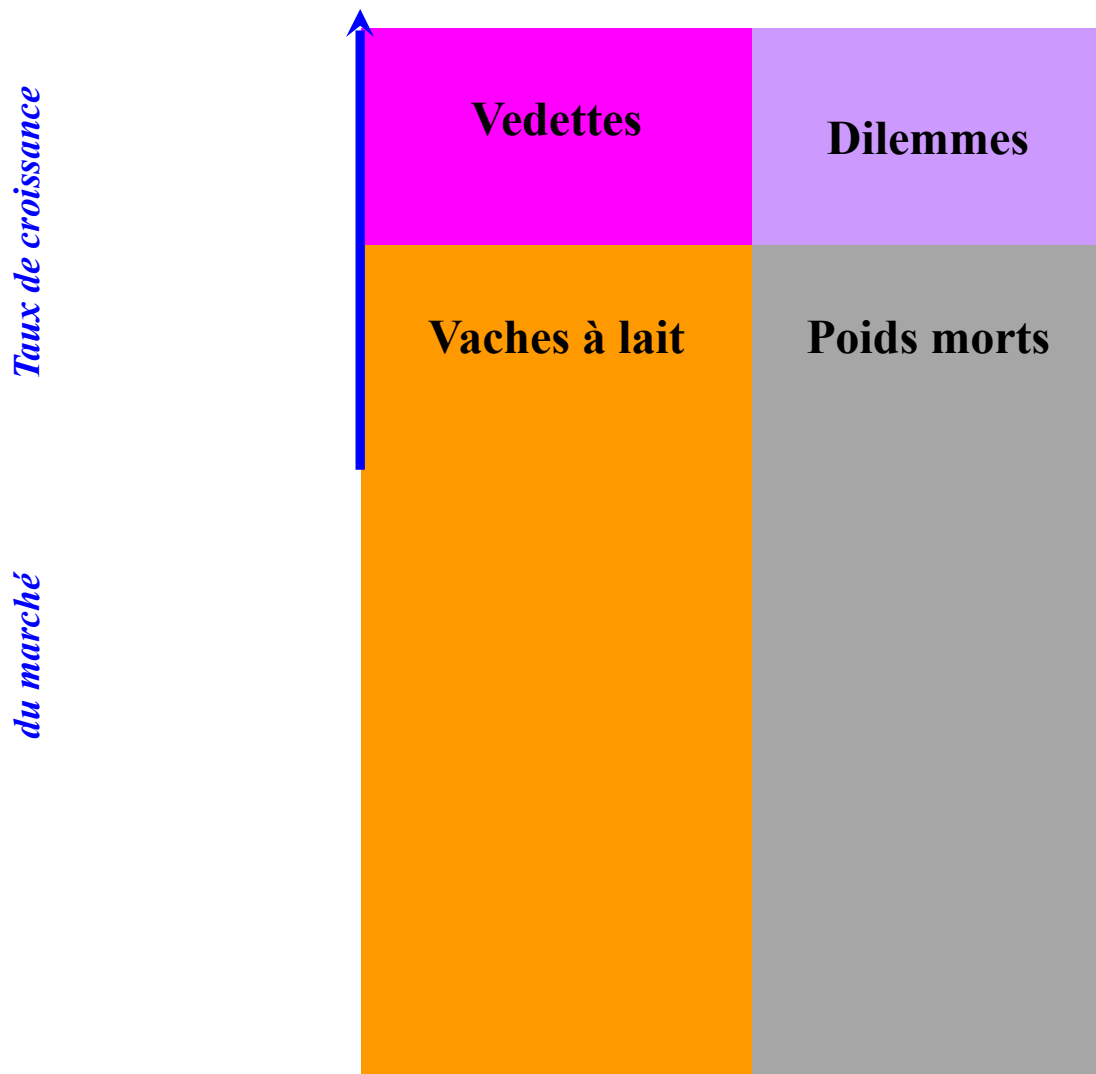 Taux de croissance
du marché
Vedettes
Dilemmes
Vaches à lait
Poids morts